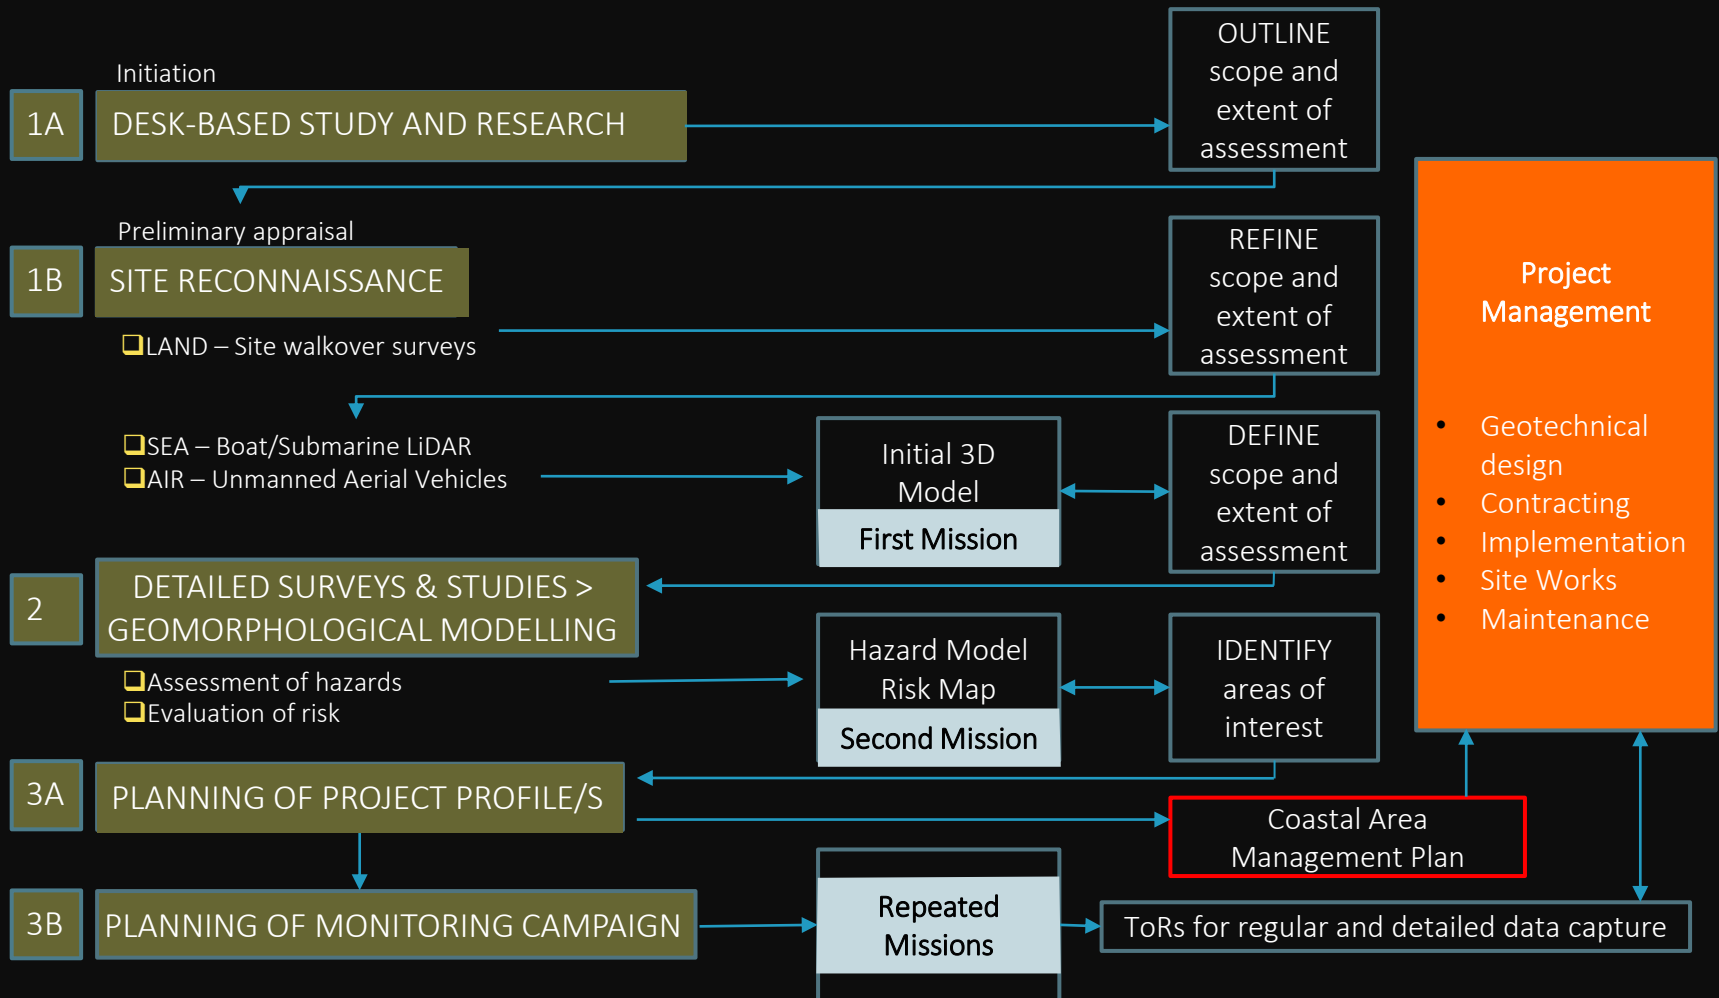 Initiation
1A
DESK-BASED STUDY AND RESEARCH
OUTLINE
scope and
extent of
assessment
Preliminary appraisal
1B
SITE RECONNAISSANCE
❑LAND – Site walkover surveys
REFINE
scope and
extent of
assessment
❑SEA – Boat/Submarine LiDAR
❑AIR – Unmanned Aerial Vehicles
Initial 3D
Model
First Mission
DEFINE
scope and
extent of
assessment
2
DETAILED SURVEYS & STUDIES >
GEOMORPHOLOGICAL MODELLING
❑Assessment of hazards
❑Evaluation of risk
Hazard Model
Risk Map
Second Mission
IDENTIFY
areas of
interest
3A
PLANNING OF PROJECT PROFILE/S
Coastal Area
Management Plan
3B
PLANNING OF MONITORING CAMPAIGN
Repeated
Missions
ToRs for regular and detailed data capture
Project
Management
• Geotechnical
design
• Contracting
• Implementation
• Site Works
• Maintenance